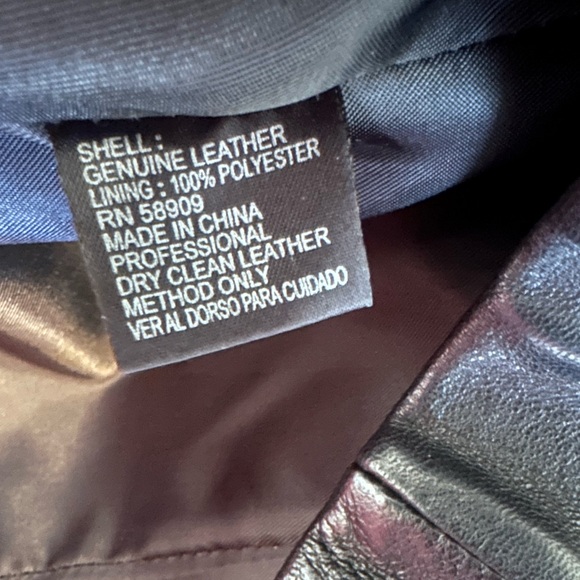 SHELL :
GENUINE LEATHER
LINING : 100% POLYESTER
RN 58909
MADE IN CHINA
PROFESSIONAL
DRY CLEAN LEATHER
METHOD ONLY
VER AL DORSO PARA CUIDADO